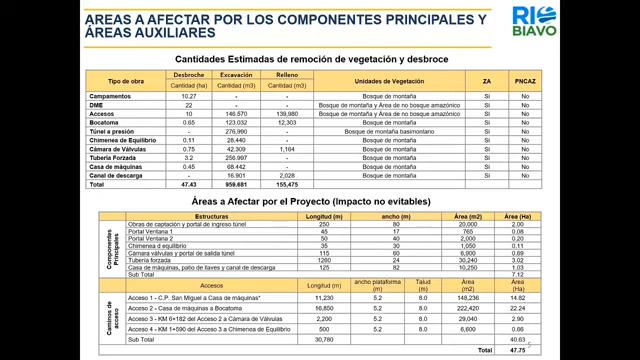 AREAS A AFECTAR POR LOS COMPONENTES PRINCIPALES Y
ÁREAS AUXILIARES
RIO
BIAVO
Cantidades Estimadas de remoción de vegetación y desbroce
Tipo de obra Desbroche Excavación Relleno Unidades de Vegetación ZA PNCAZ
Cantidad (ha) Cantidad (m3) Cantidad (m3)
Campamentos 10.27 - - Bosque de montaña Si No
DME 22 - - Bosque de montaña y Área de no bosque amazónico Si No
Accesos 10 146.570 139,980 Bosque de montaña y Área de no bosque amazónico Si No
Bocatoma 0.65 123.032 12,303 Bosque de montaña Si No
Túnel a presión - 276,990 - Bosque de montaña basimontano Si No
Chimenea de Equilibrio 0.11 28.440 - Bosque de montaña Si No
Cámara de Válvulas 0.75 42.309 1,164 Bosque de montaña Si No
Tubería Forzada 3.2 256.997 - Bosque de montaña Si No
Casa de máquinas 0.45 68.442 - Bosque de montaña Si No
Canal de descarga - 16.901 2,028 Bosque de montaña Si No
Total 47.43 959.681 155,475
Áreas a Afectar por el Proyecto (Impacto no evitables)
Componentes Principales
Estructuras Longitud (m) ancho (m) Área (m2) Área (Ha)
Obras de captación y portal de ingreso túnel 250 80 20,000 2.00
Portal Ventana 1 45 17 765 0.08
Portal Ventana 2 50 40 2,000 0.20
Chimenea d equilibrio 35 30 1,050 0.11
Cámara válvulas y portal de salida túnel 115 60 6,900 0.69
Tubería forzada 1260 24 30,240 3.02
Casa de máquinas, patio de llaves y canal de descarga 125 82 10,250 1.03
Sub Total 7.12
Caminos de acceso
Accesos Longitud (m) ancho plataforma (m) Talud (m) Área (m2) Área (Ha)
Acceso 1 - C.P. San Miguel a Casa de máquinas* 11,230 5.2 8.0 148,236 14.82
Acceso 2 - Casa de máquinas a Bocatoma 16,850 5.2 8.0 222,420 22.24
Acceso 3 - KM 6+182 del Acceso 2 a Cámara de Válvulas 2,200 5.2 8.0 29,040 2.90
Acceso 4 - KM 1+590 del Acceso 3 a Chimenea de Equilibrio 500 5.2 8.0 6,600 0.66
Sub Total 30,780 40.63
Total 47.75